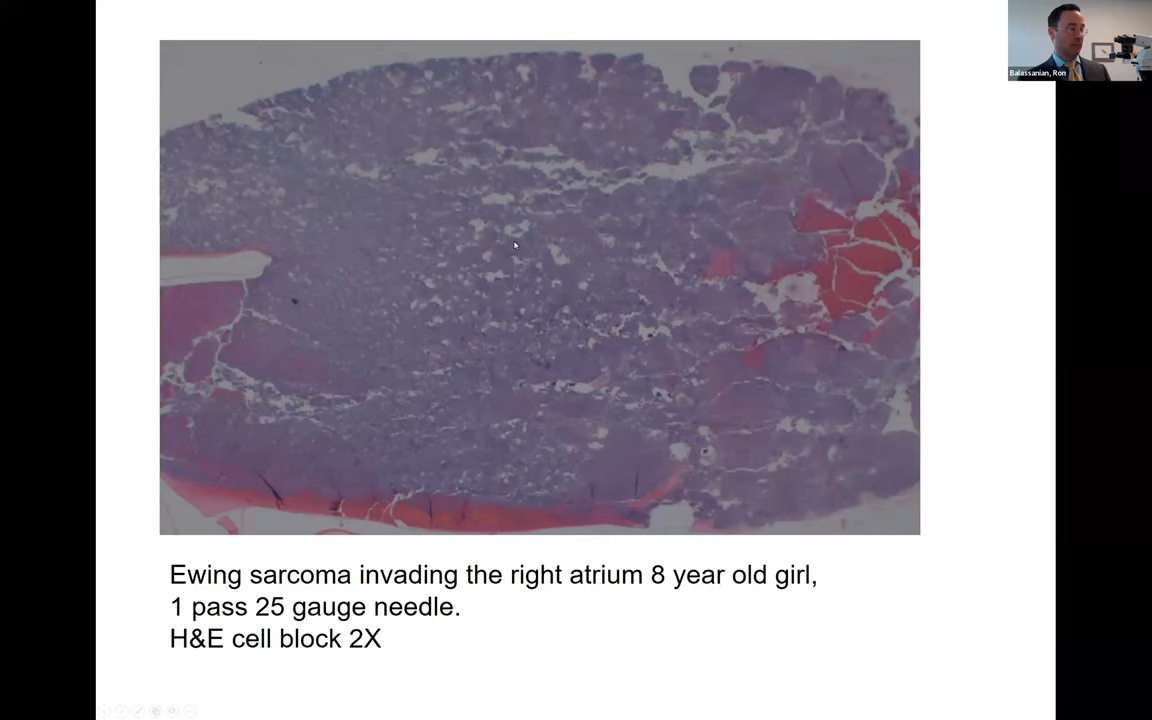 Balassanian, Ron
Ewing sarcoma invading the right atrium 8 year old girl,
1 pass 25 gauge needle.
H&E cell block 2X